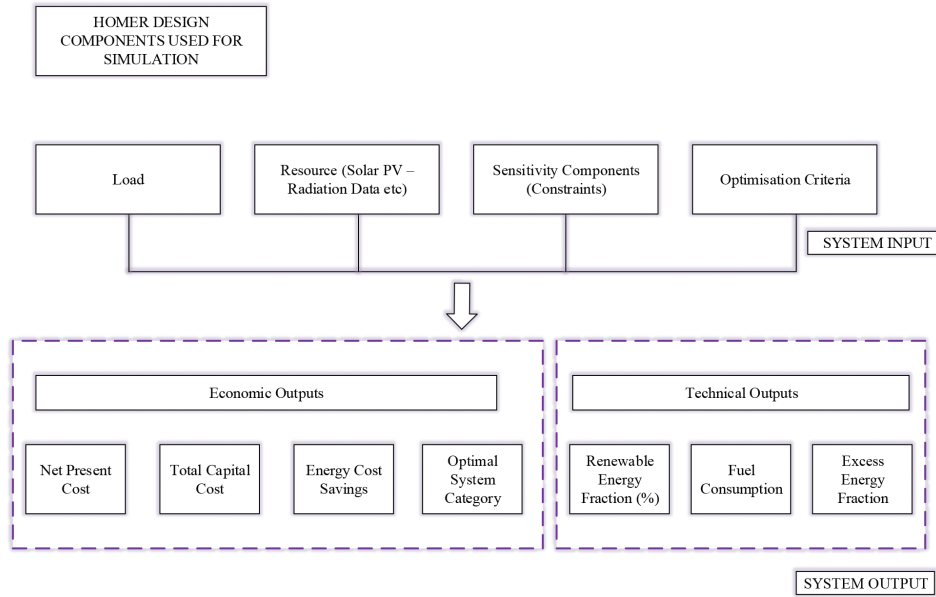 HOMER DESIGN
COMPONENTS USED FOR
SIMULATION
Load
Resource (Solar PV –
Radiation Data etc)
Sensitivity Components
(Constraints)
Optimisation Criteria
SYSTEM INPUT
Economic Outputs
Technical Outputs
Net Present
Cost
Total Capital
Cost
Energy Cost
Savings
Optimal
System
Category
Renewable
Energy
Fraction (%)
Fuel
Consumption
Excess
Energy
Fraction
SYSTEM OUTPUT